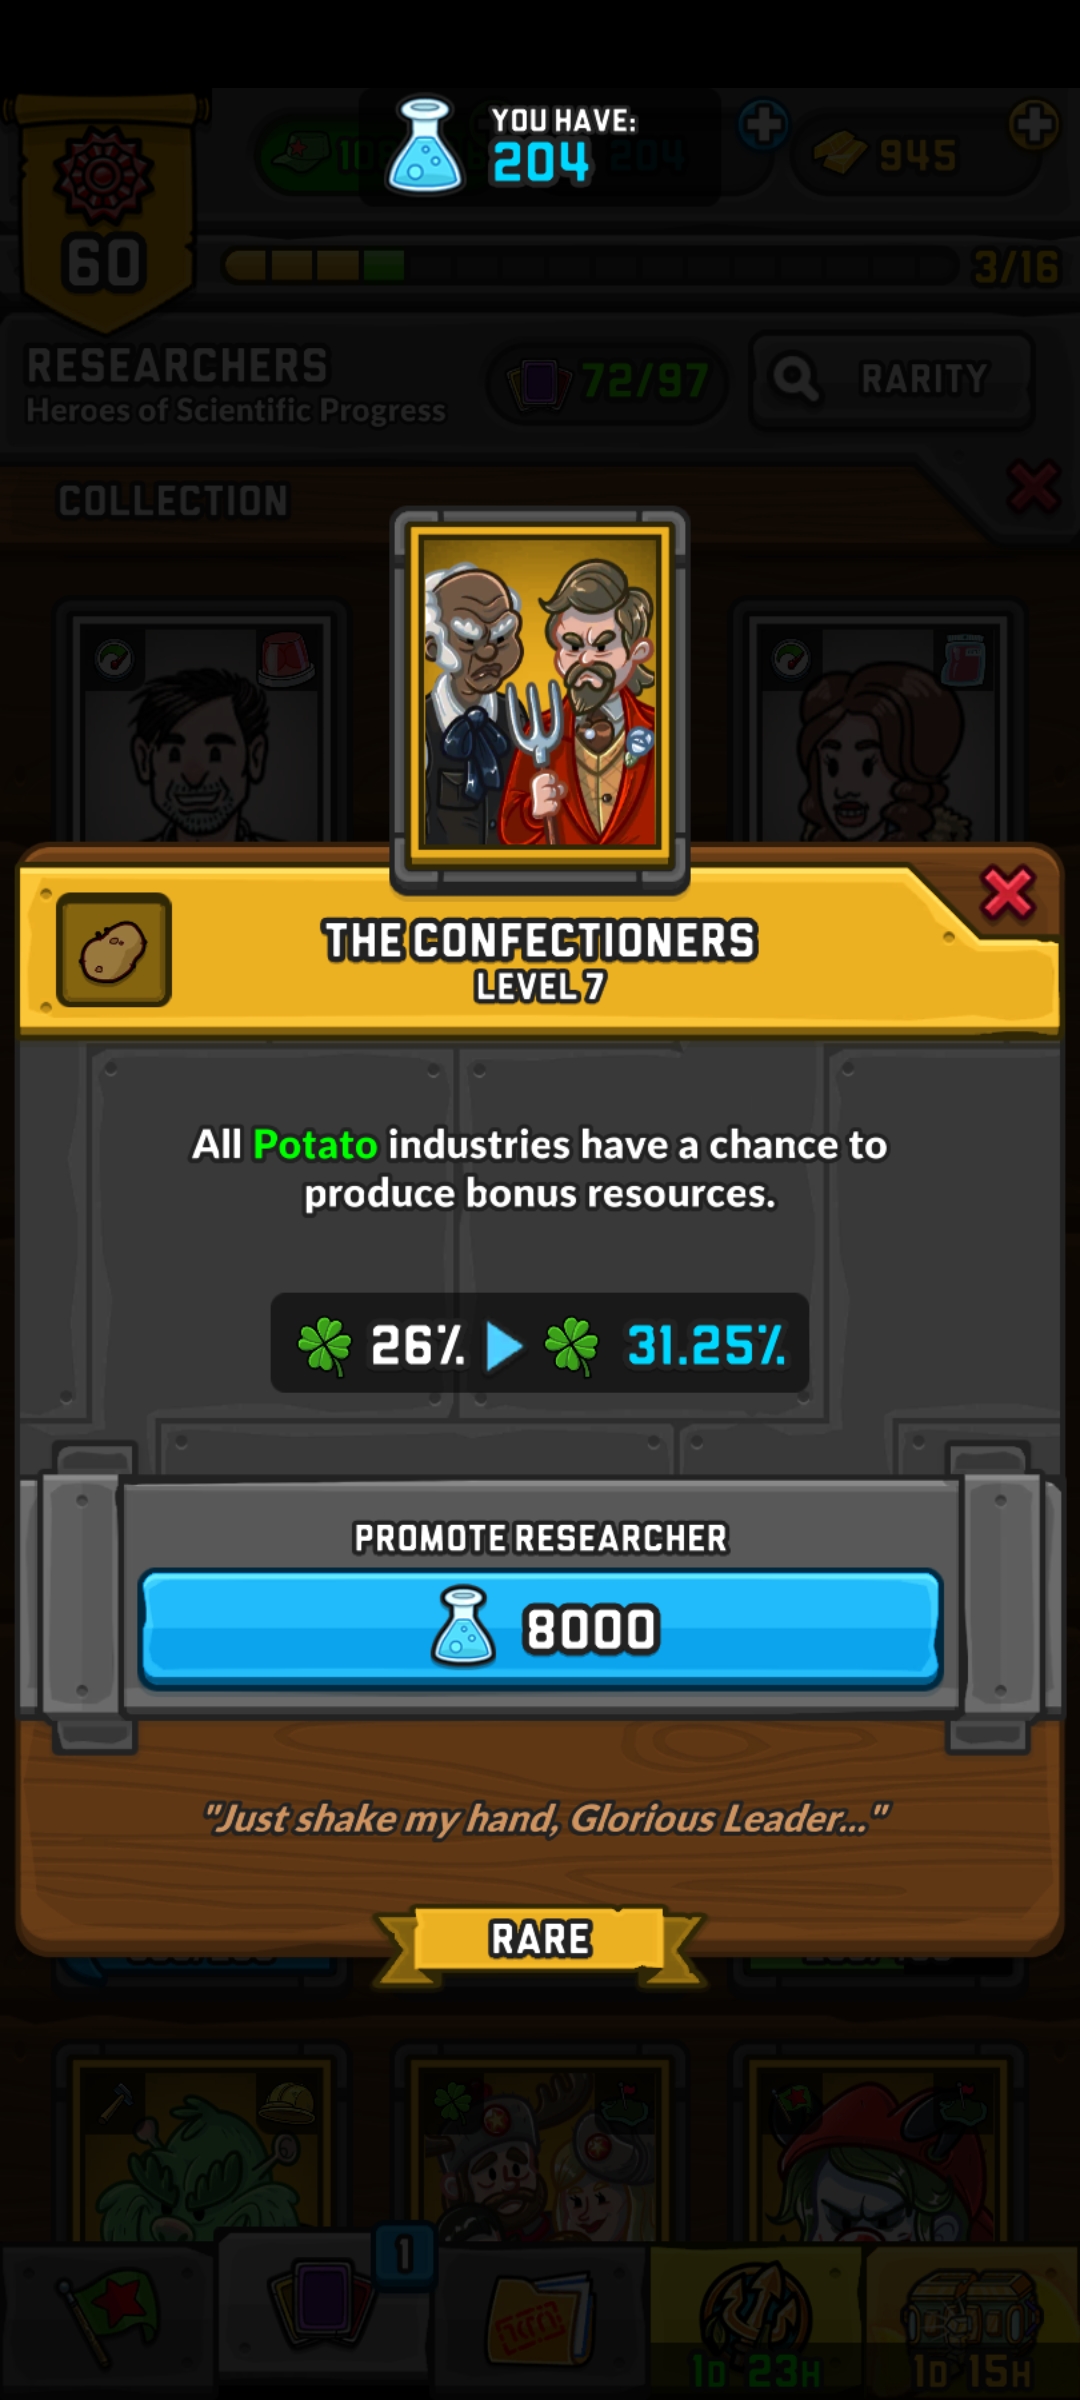 YOU HAVE:
204
945
60
3/16
RESEARCHERS
Heroes of Scientific Progress
72/97
RARITY
COLLECTION
THE CONFECTIONERS
LEVEL 7
All Potato industries have a chance to
produce bonus resources.
26% 31.25%
PROMOTE RESEARCHER
8000
"Just shake my hand, Glorious Leader..."
RARE
1
1D 23H
1D 15H